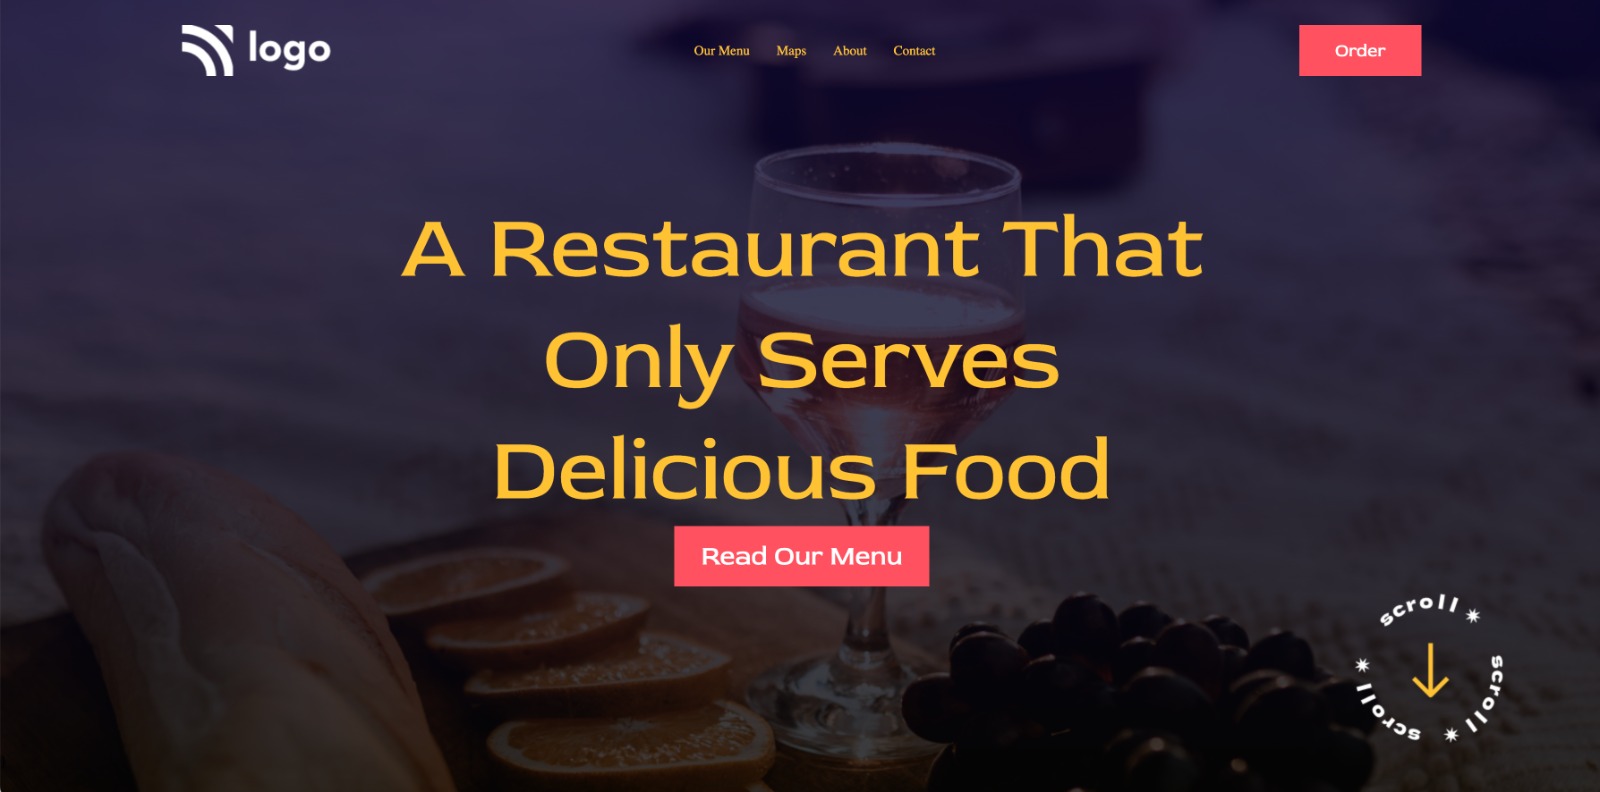 logo
Our Menu Maps About Contact
Order
A Restaurant That
Only Serves
Delicious Food
Read Our Menu
scroll * scroll * scroll scroll *